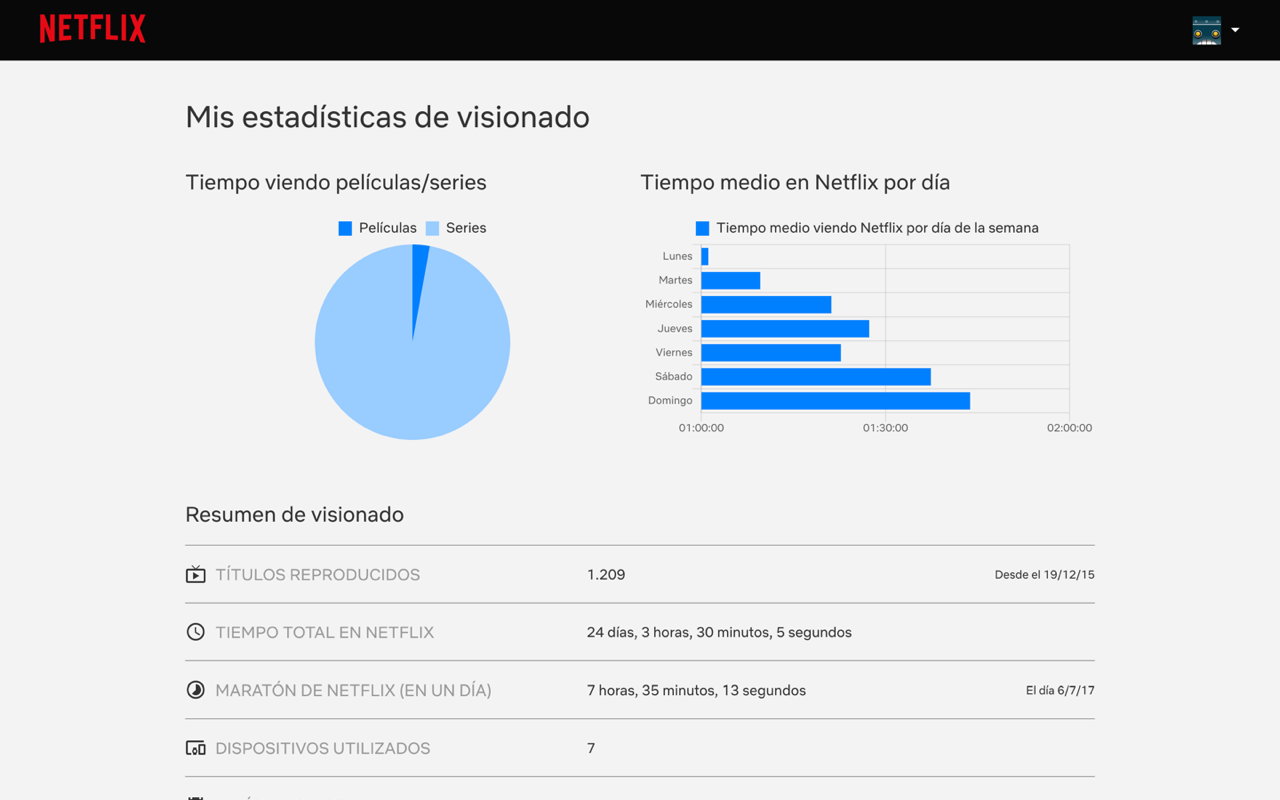 NETFLIX
Mis estadísticas de visionado
Tiempo viendo películas/series
Películas Series
Tiempo medio en Netflix por día
Tiempo medio viendo Netflix por día de la semana
Lunes
Martes
Miércoles
Jueves
Viernes
Sábado
Domingo
01:00:00 01:30:00 02:00:00
Resumen de visionado
TÍTULOS REPRODUCIDOS 1.209 Desde el 19/12/15
TIEMPO TOTAL EN NETFLIX 24 días, 3 horas, 30 minutos, 5 segundos
MARATÓN DE NETFLIX (EN UN DÍA) 7 horas, 35 minutos, 13 segundos El día 6/7/17
DISPOSITIVOS UTILIZADOS 7